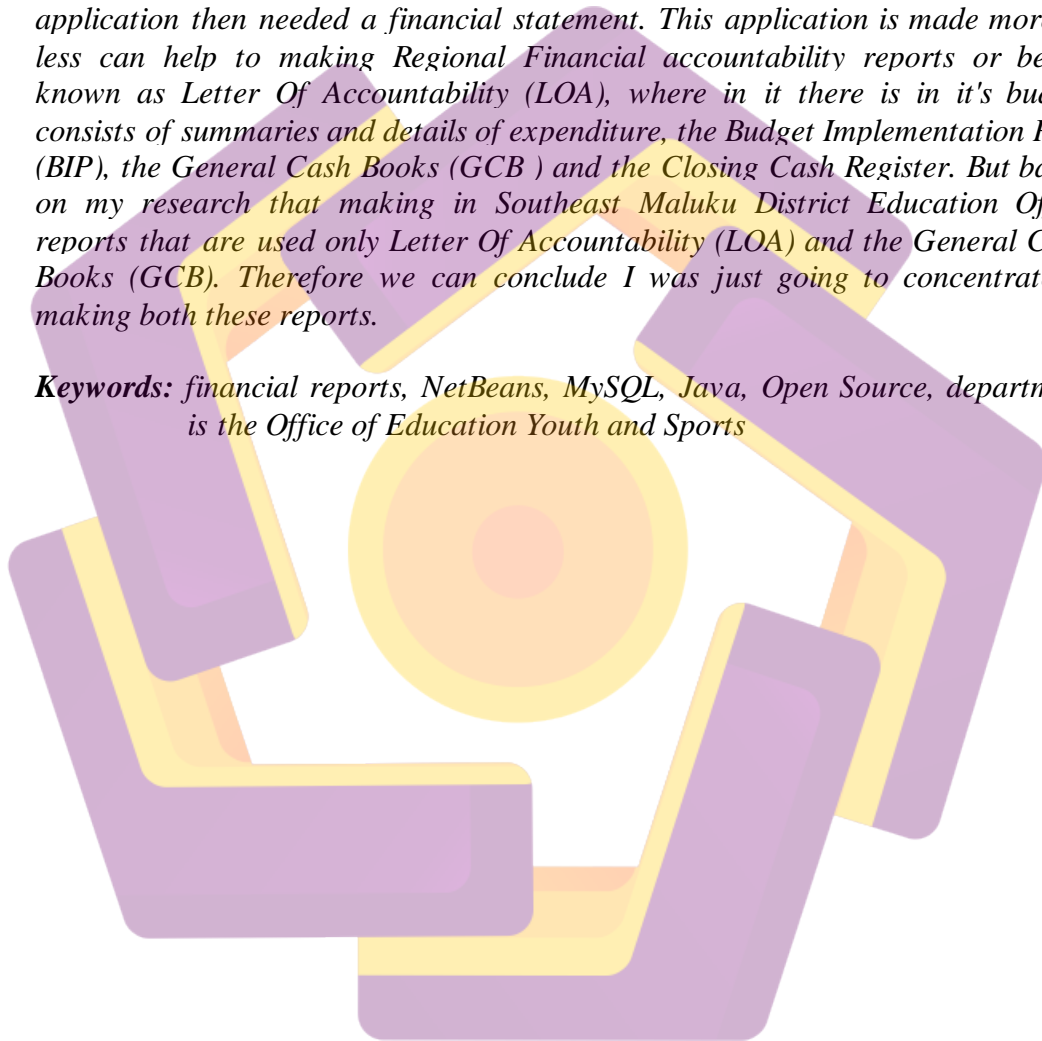 application then needed a financial statement. This application is made more
less can help to making Regional Financial accountability reports or be
known as Letter Of Accountability (LOA), where in it there is in it's bud
consists of summaries and details of expenditure, the Budget Implementation
(BIP), the General Cash Books (GCB ) and the Closing Cash Register. But ba
on my research that making in Southeast Maluku District Education Of
reports that are used only Letter Of Accountability (LOA) and the General C
Books (GCB). Therefore we can conclude I was just going to concentrat
making both these reports.
Keywords: financial reports, NetBeans, MySQL, Java, Open Source, departm
is the Office of Education Youth and Sports